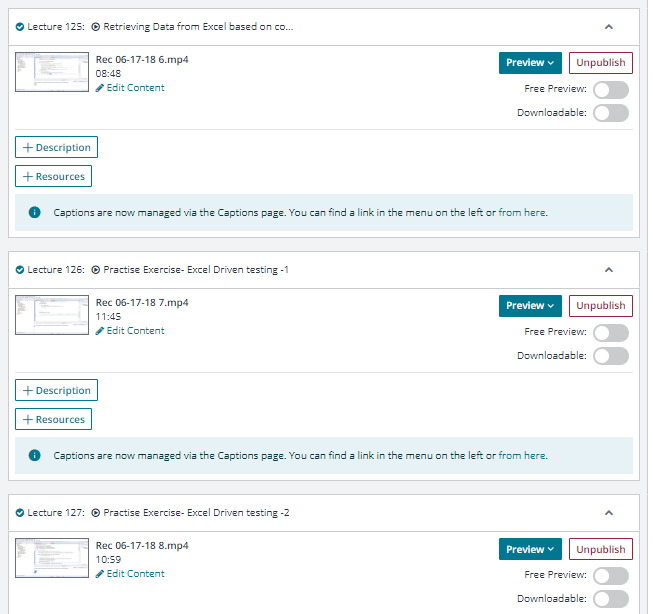 Lecture 125: Retrieving Data from Excel based on co...
Rec 06-17-18 6.mp4
08:48
Edit Content
Preview
Unpublish
Free Preview:
Downloadable:
+ Description
+ Resources
Captions are now managed via the Captions page. You can find a link in the menu on the left or from here.
Lecture 126: Practise Exercise- Excel Driven testing -1
Rec 06-17-18 7.mp4
11:45
Edit Content
Preview
Unpublish
Free Preview:
Downloadable:
+ Description
+ Resources
Captions are now managed via the Captions page. You can find a link in the menu on the left or from here.
Lecture 127: Practise Exercise- Excel Driven testing -2
Rec 06-17-18 8.mp4
10:59
Edit Content
Preview
Unpublish
Free Preview:
Downloadable: